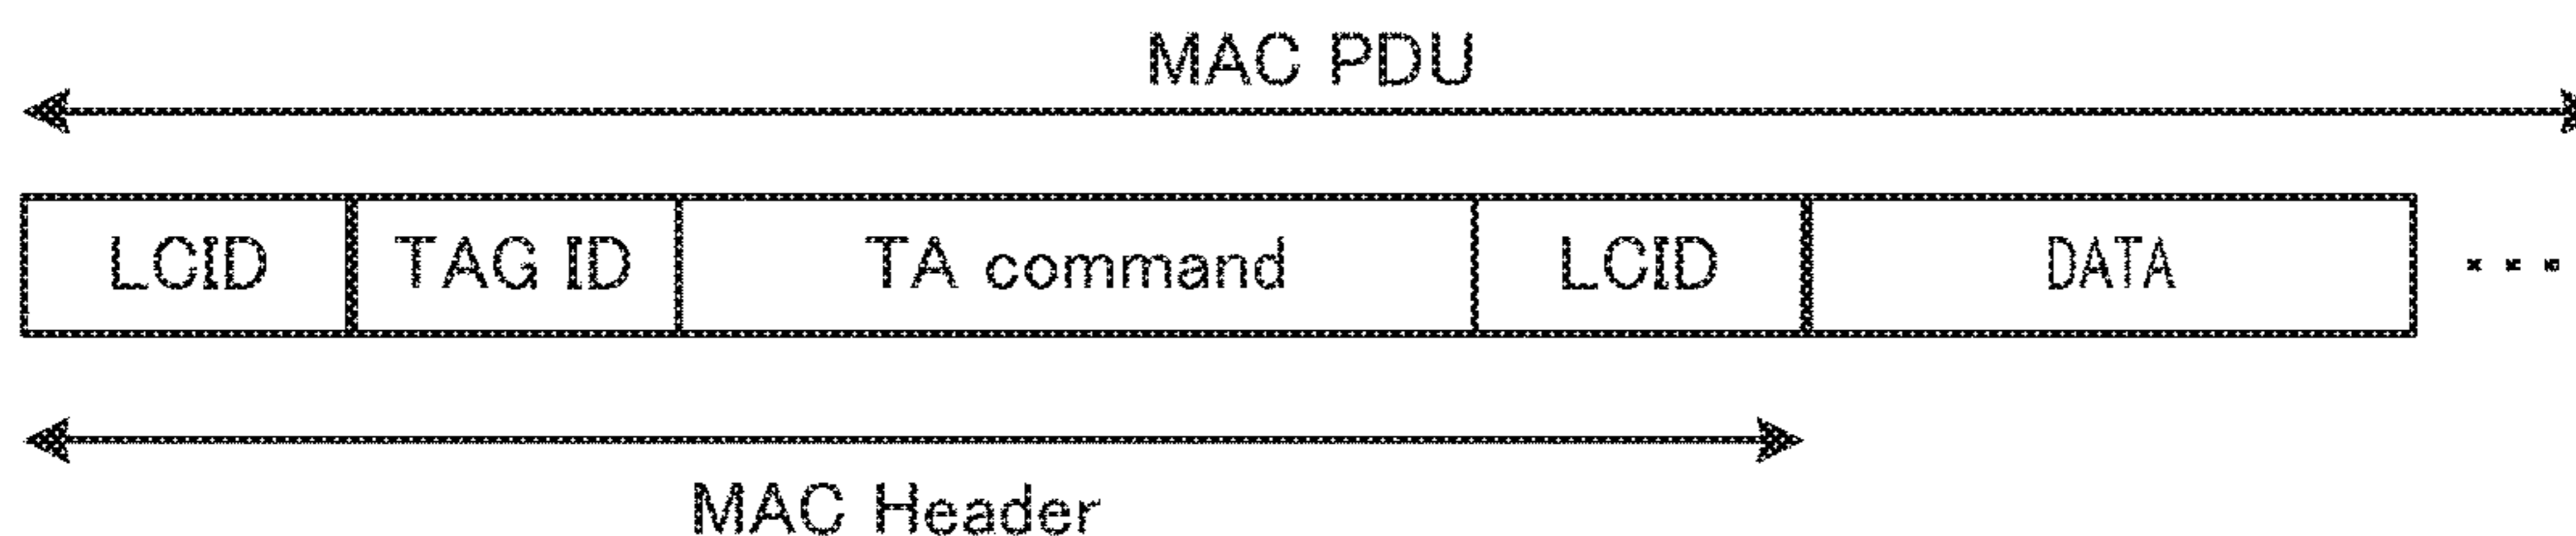 MAC PDU
LCID TAG ID TA command LCID DATA ...
MAC Header